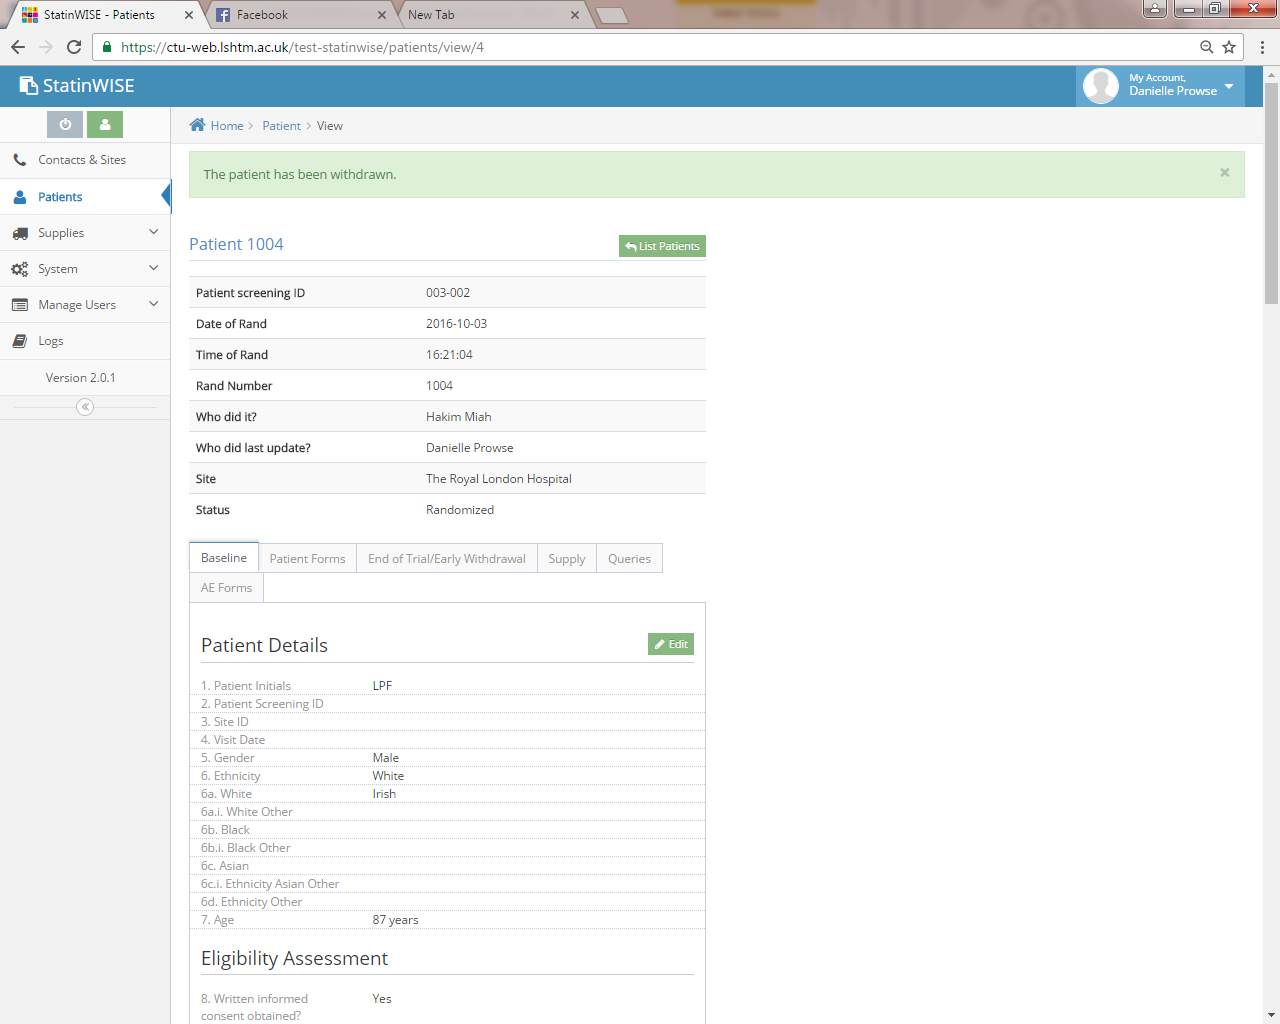 StatinWISE - Patients
Facebook
New Tab
https://ctu-web.lshtm.ac.uk/test-statinwise/patients/view/4
StatinWISE
My Account,
Danielle Prowse
Home
Patient
View
Contacts & Sites
Patients
Supplies
System
Manage Users
Logs
Version 2.0.1
The patient has been withdrawn.
Patient 1004
List Patients
Patient screening ID 003-002
Date of Rand 2016-10-03
Time of Rand 16:21:04
Rand Number 1004
Who did it? Hakim Miah
Who did last update? Danielle Prowse
Site The Royal London Hospital
Status Randomized
Baseline Patient Forms End of Trial/Early Withdrawal Supply Queries
AE Forms
Patient Details
Edit
1. Patient Initials LPF
2. Patient Screening ID
3. Site ID
4. Visit Date
5. Gender Male
6. Ethnicity White
6a. White Irish
6a.i. White Other
6b. Black
6b.i. Black Other
6c. Asian
6c.i. Ethnicity Asian Other
6d. Ethnicity Other
7. Age 87 years
Eligibility Assessment
8. Written informed Yes
consent obtained?